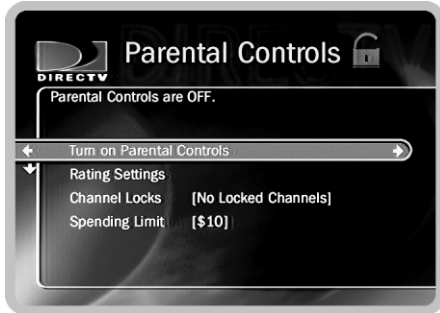 DIRECTV
Parental Controls
Parental Controls are OFF.
Turn on Parental Controls
Rating Settings
Channel Locks [No Locked Channels]
Spending Limit [$10]